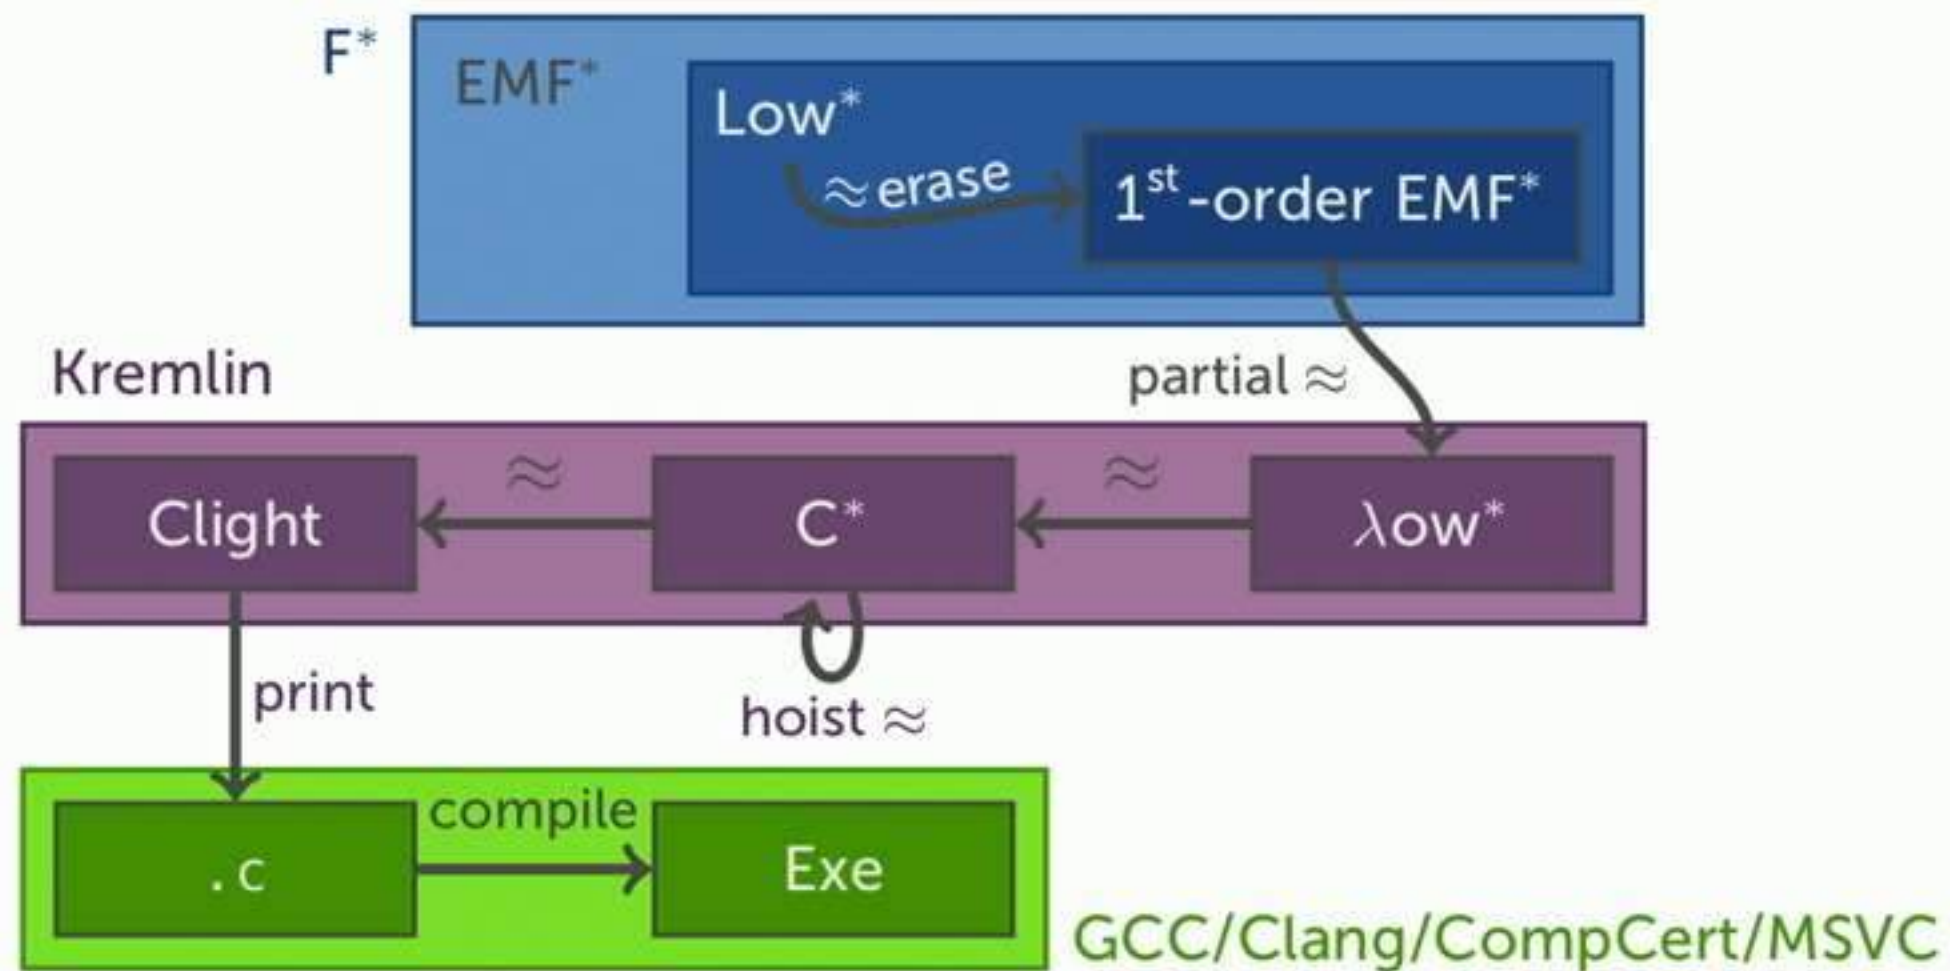 F*
EMF*
Low*
≈ erase
1st-order EMF*
partial ≈
Kremlin
Clight
≈
C*
≈
λow*
print
hoist ≈
.c
compile
Exe
GCC/Clang/CompCert/MSVC